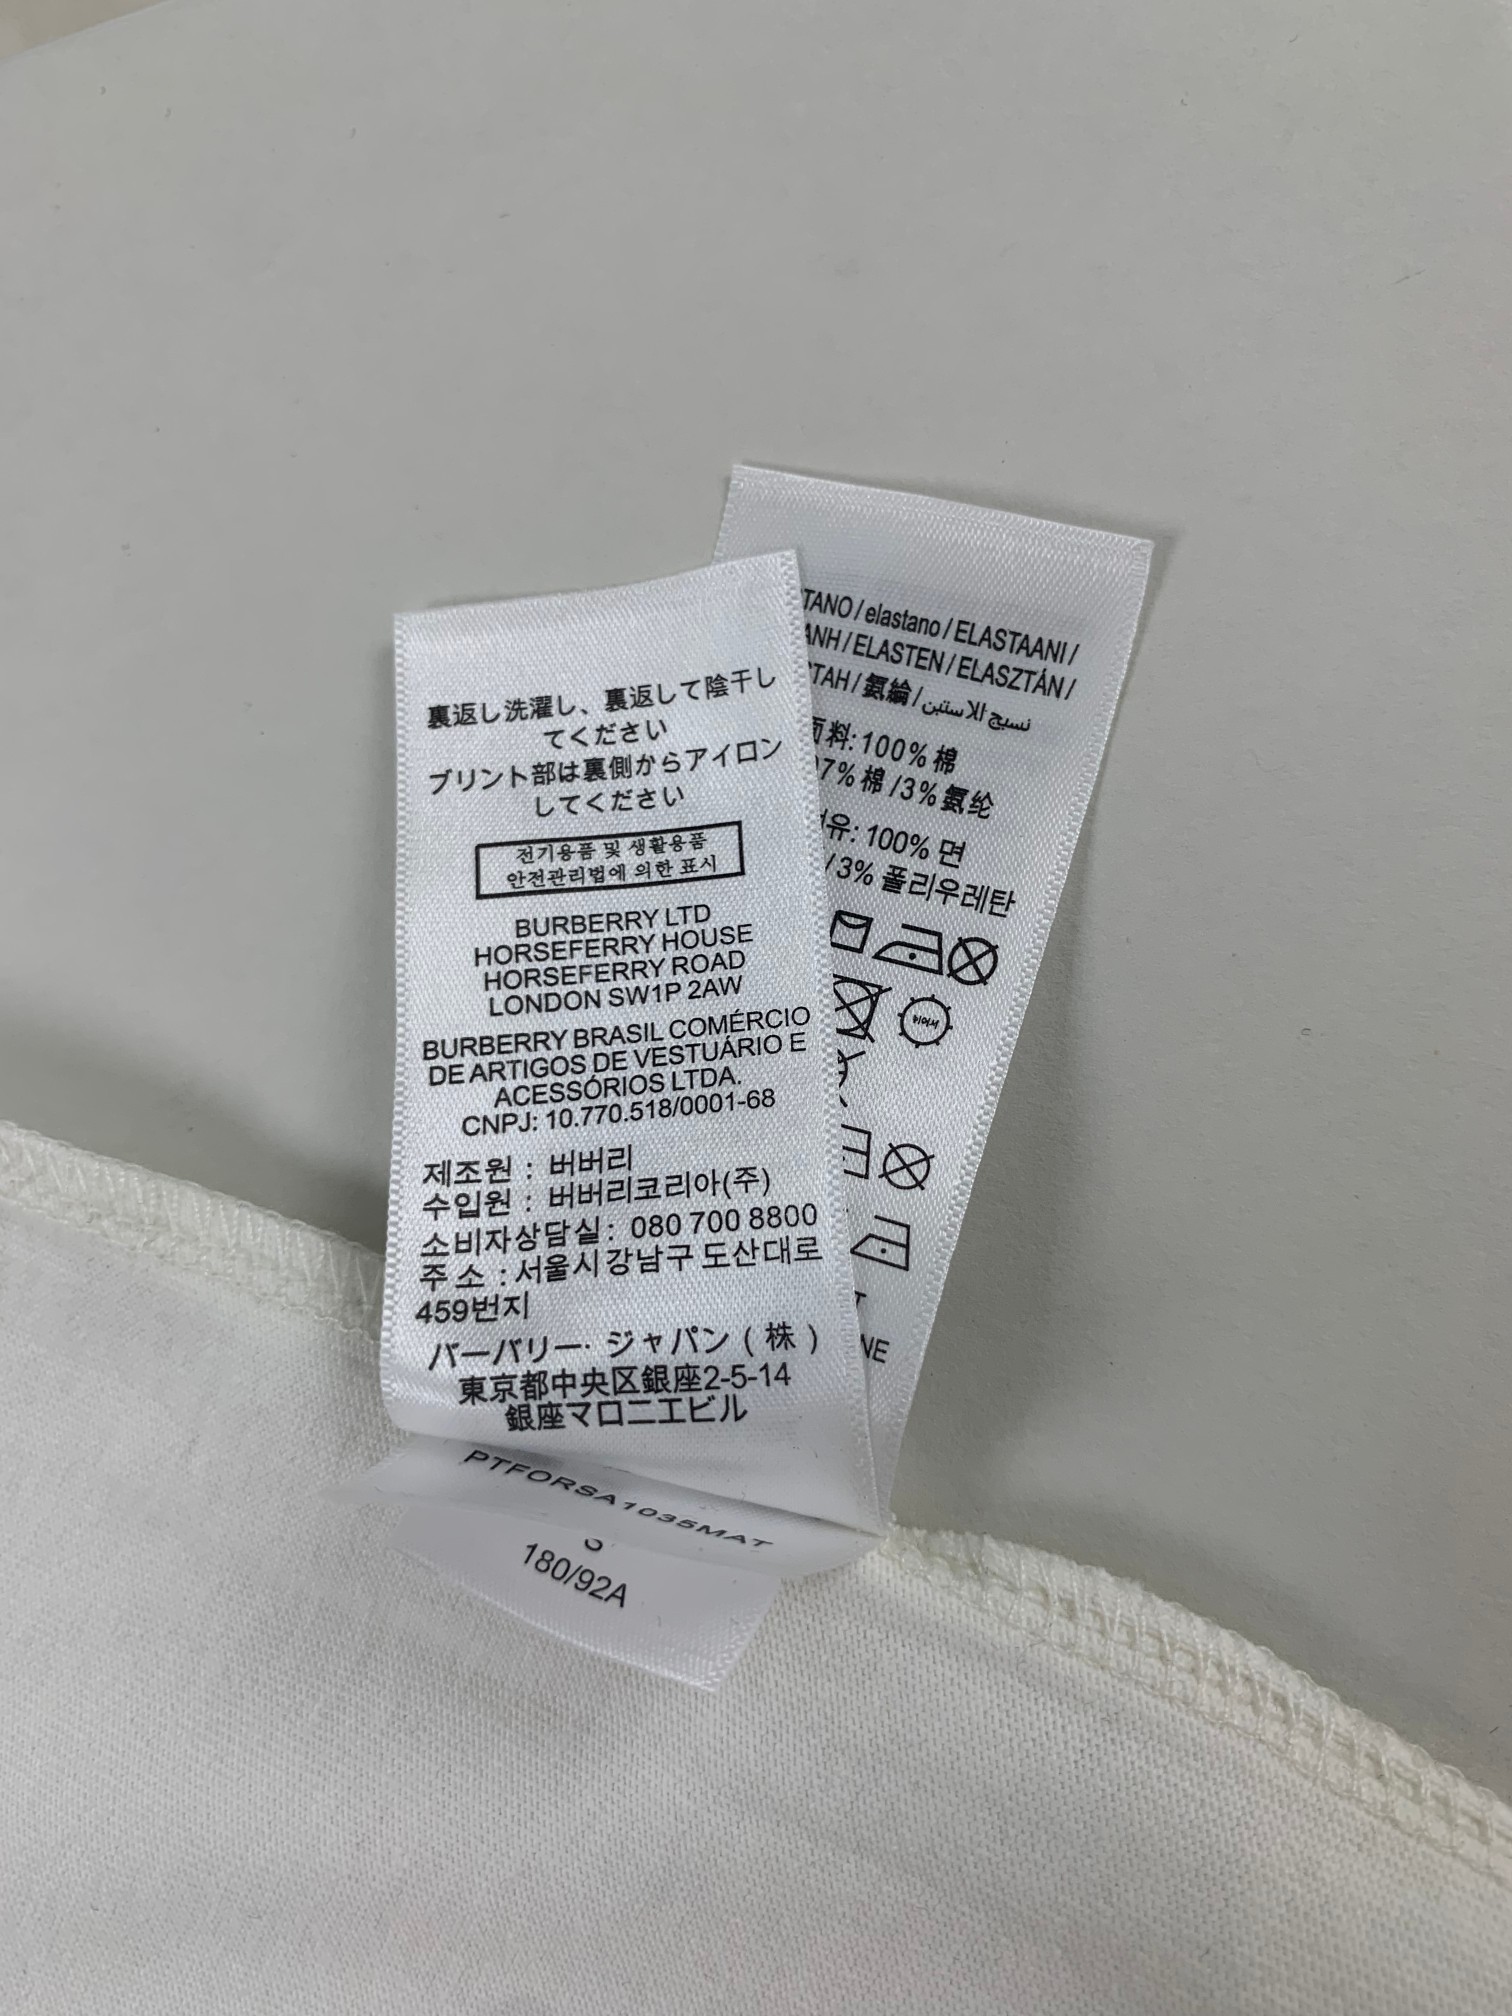 裏返し洗濯し、裏返して陰干し
てください
プリント部は裏側からアイロン
してください
전기용품 및 생활용품
안전관리법에 의한 표시
BURBERRY LTD
HORSEFERRY HOUSE
HORSEFERRY ROAD
LONDON SW1P 2AW
BURBERRY BRASIL COMÉRCIO
DE ARTIGOS DE VESTUÁRIO E
ACESSÓRIOS LTDA.
CNPJ: 10.770.518/0001-68
제조원 : 버버리
수입원 : 버버리코리아(주)
소비자상담실: 080 700 8800
주 소 : 서울시강남구 도산대로
459번지
バーバリー· ジャパン ( 株 )
東京都中央区銀座2-5-14
銀座マロニエビル
PTFORSA1035MAT
180/92A
TANO / elastano / ELASTAANI /
ANH / ELASTEN / ELASZTÁN /
TAH / 氨綸 / نسيج الاستين
面料: 100% 棉
7% 棉 /3% 氨纶
유: 100% 면
/ 3% 폴리우레탄
NE